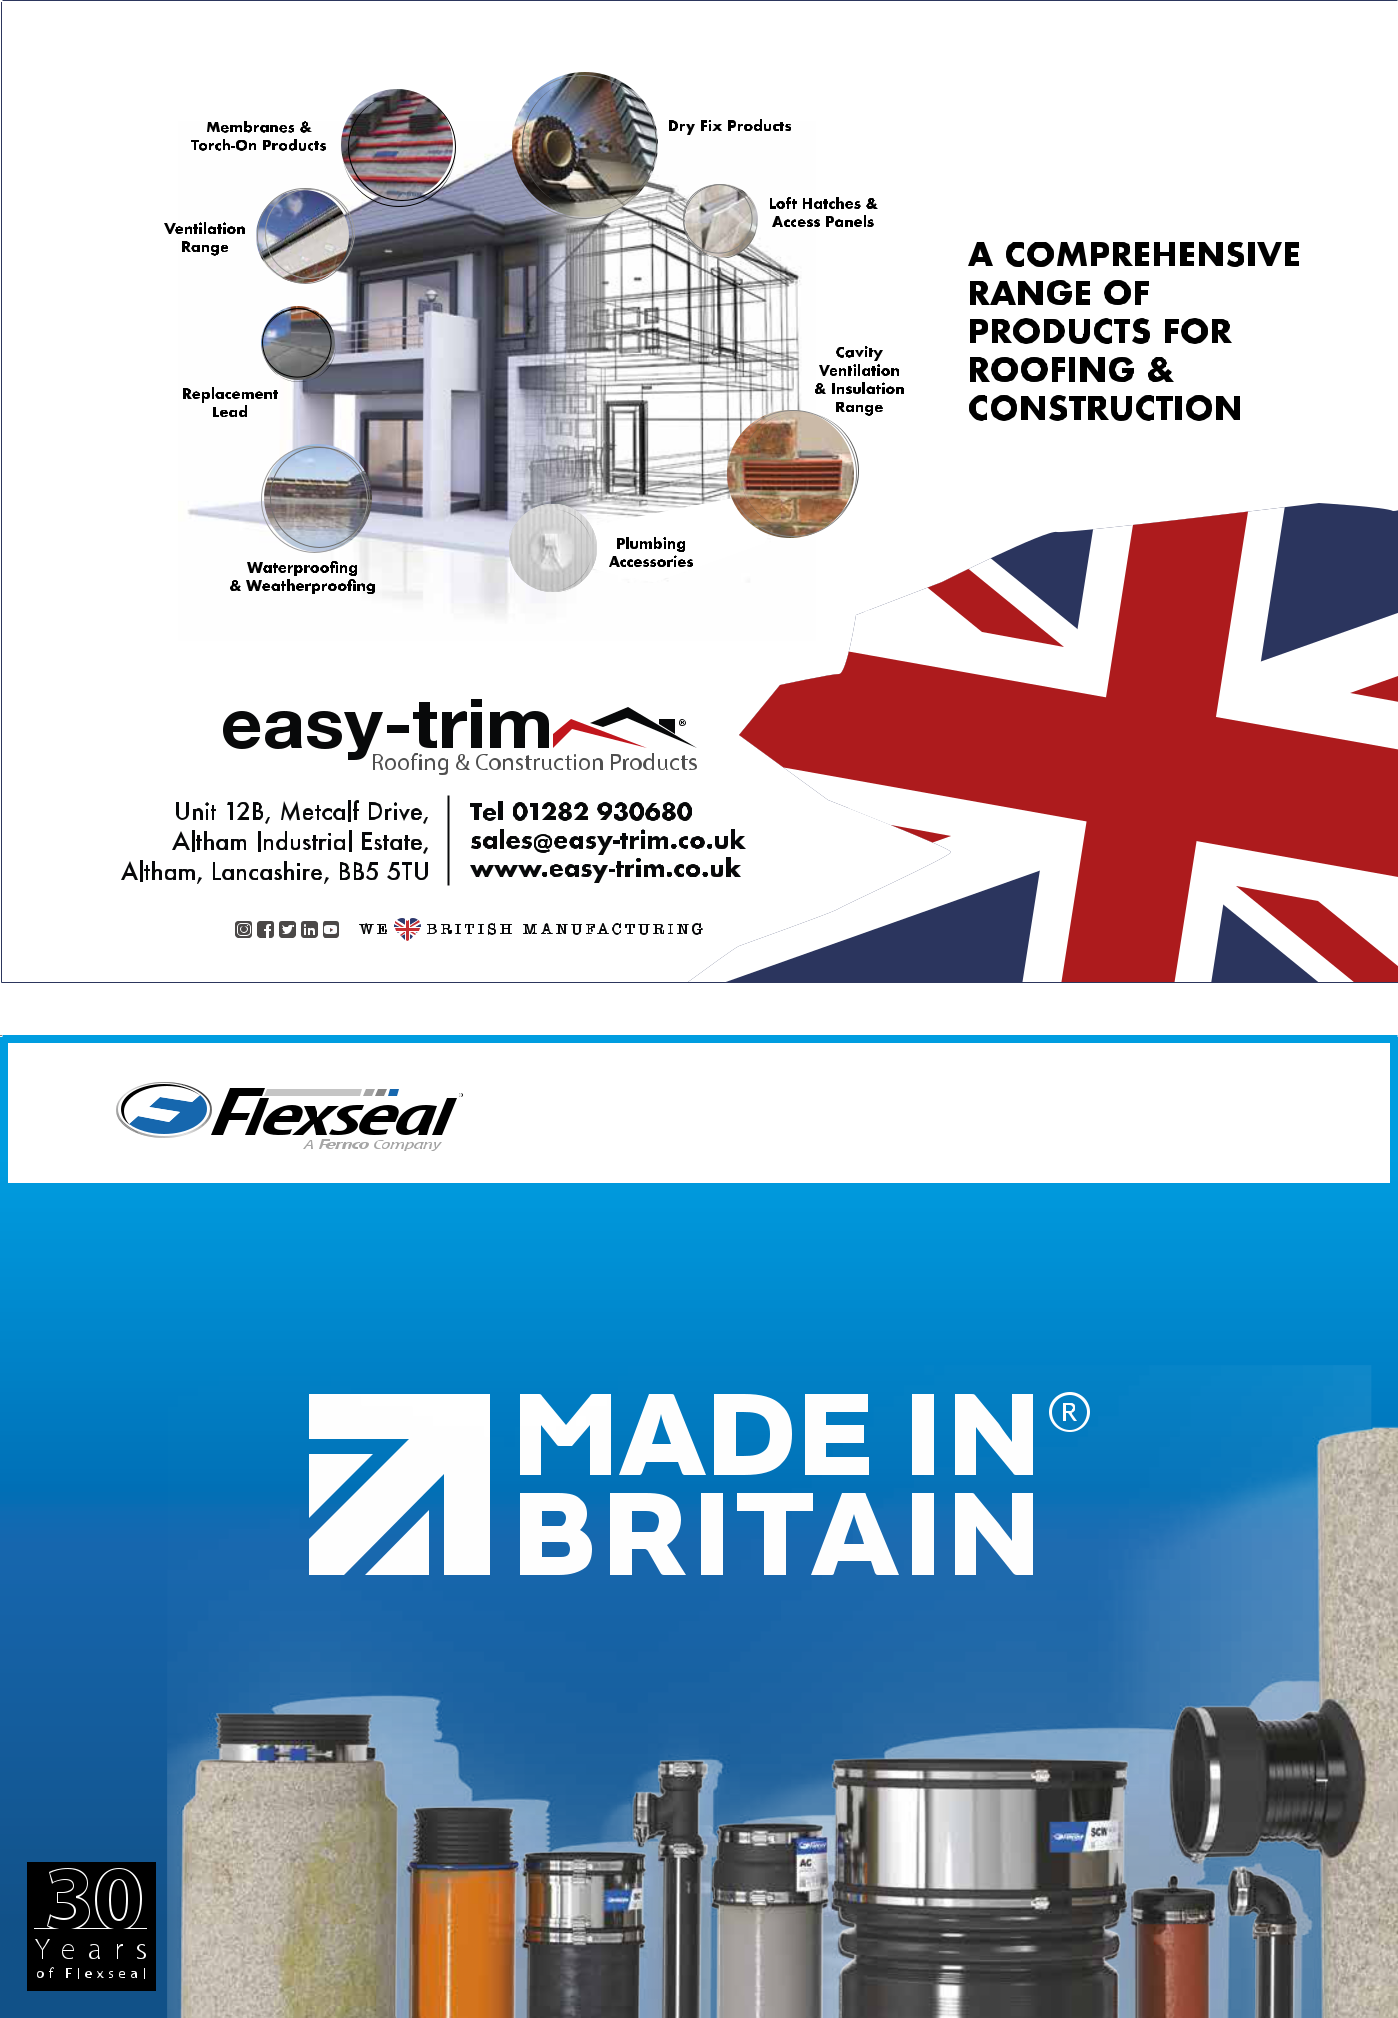 Membranes &
Torch-On Products
Dry Fix Products
Loft Hatches &
Access Panels
Ventilation
Range
A COMPREHENSIVE
RANGE OF
PRODUCTS FOR
ROOFING &
CONSTRUCTION
Cavity
Ventilation
& Insulation
Range
Replacement
Lead
Plumbing
Accessories
Waterproofing
& Weatherproofing
easy-trim®
Roofing & Construction Products
Unit 12B, Metcalf Drive,
Altham Industrial Estate,
Altham, Lancashire, BB5 5TU
Tel 01282 930680
sales@easy-trim.co.uk
www.easy-trim.co.uk
WE BRITISH MANUFACTURING
Flexseal
A Fernco Company
MADE IN ®
BRITAIN
SCW
AC
SC
30
Years
of Flexseal